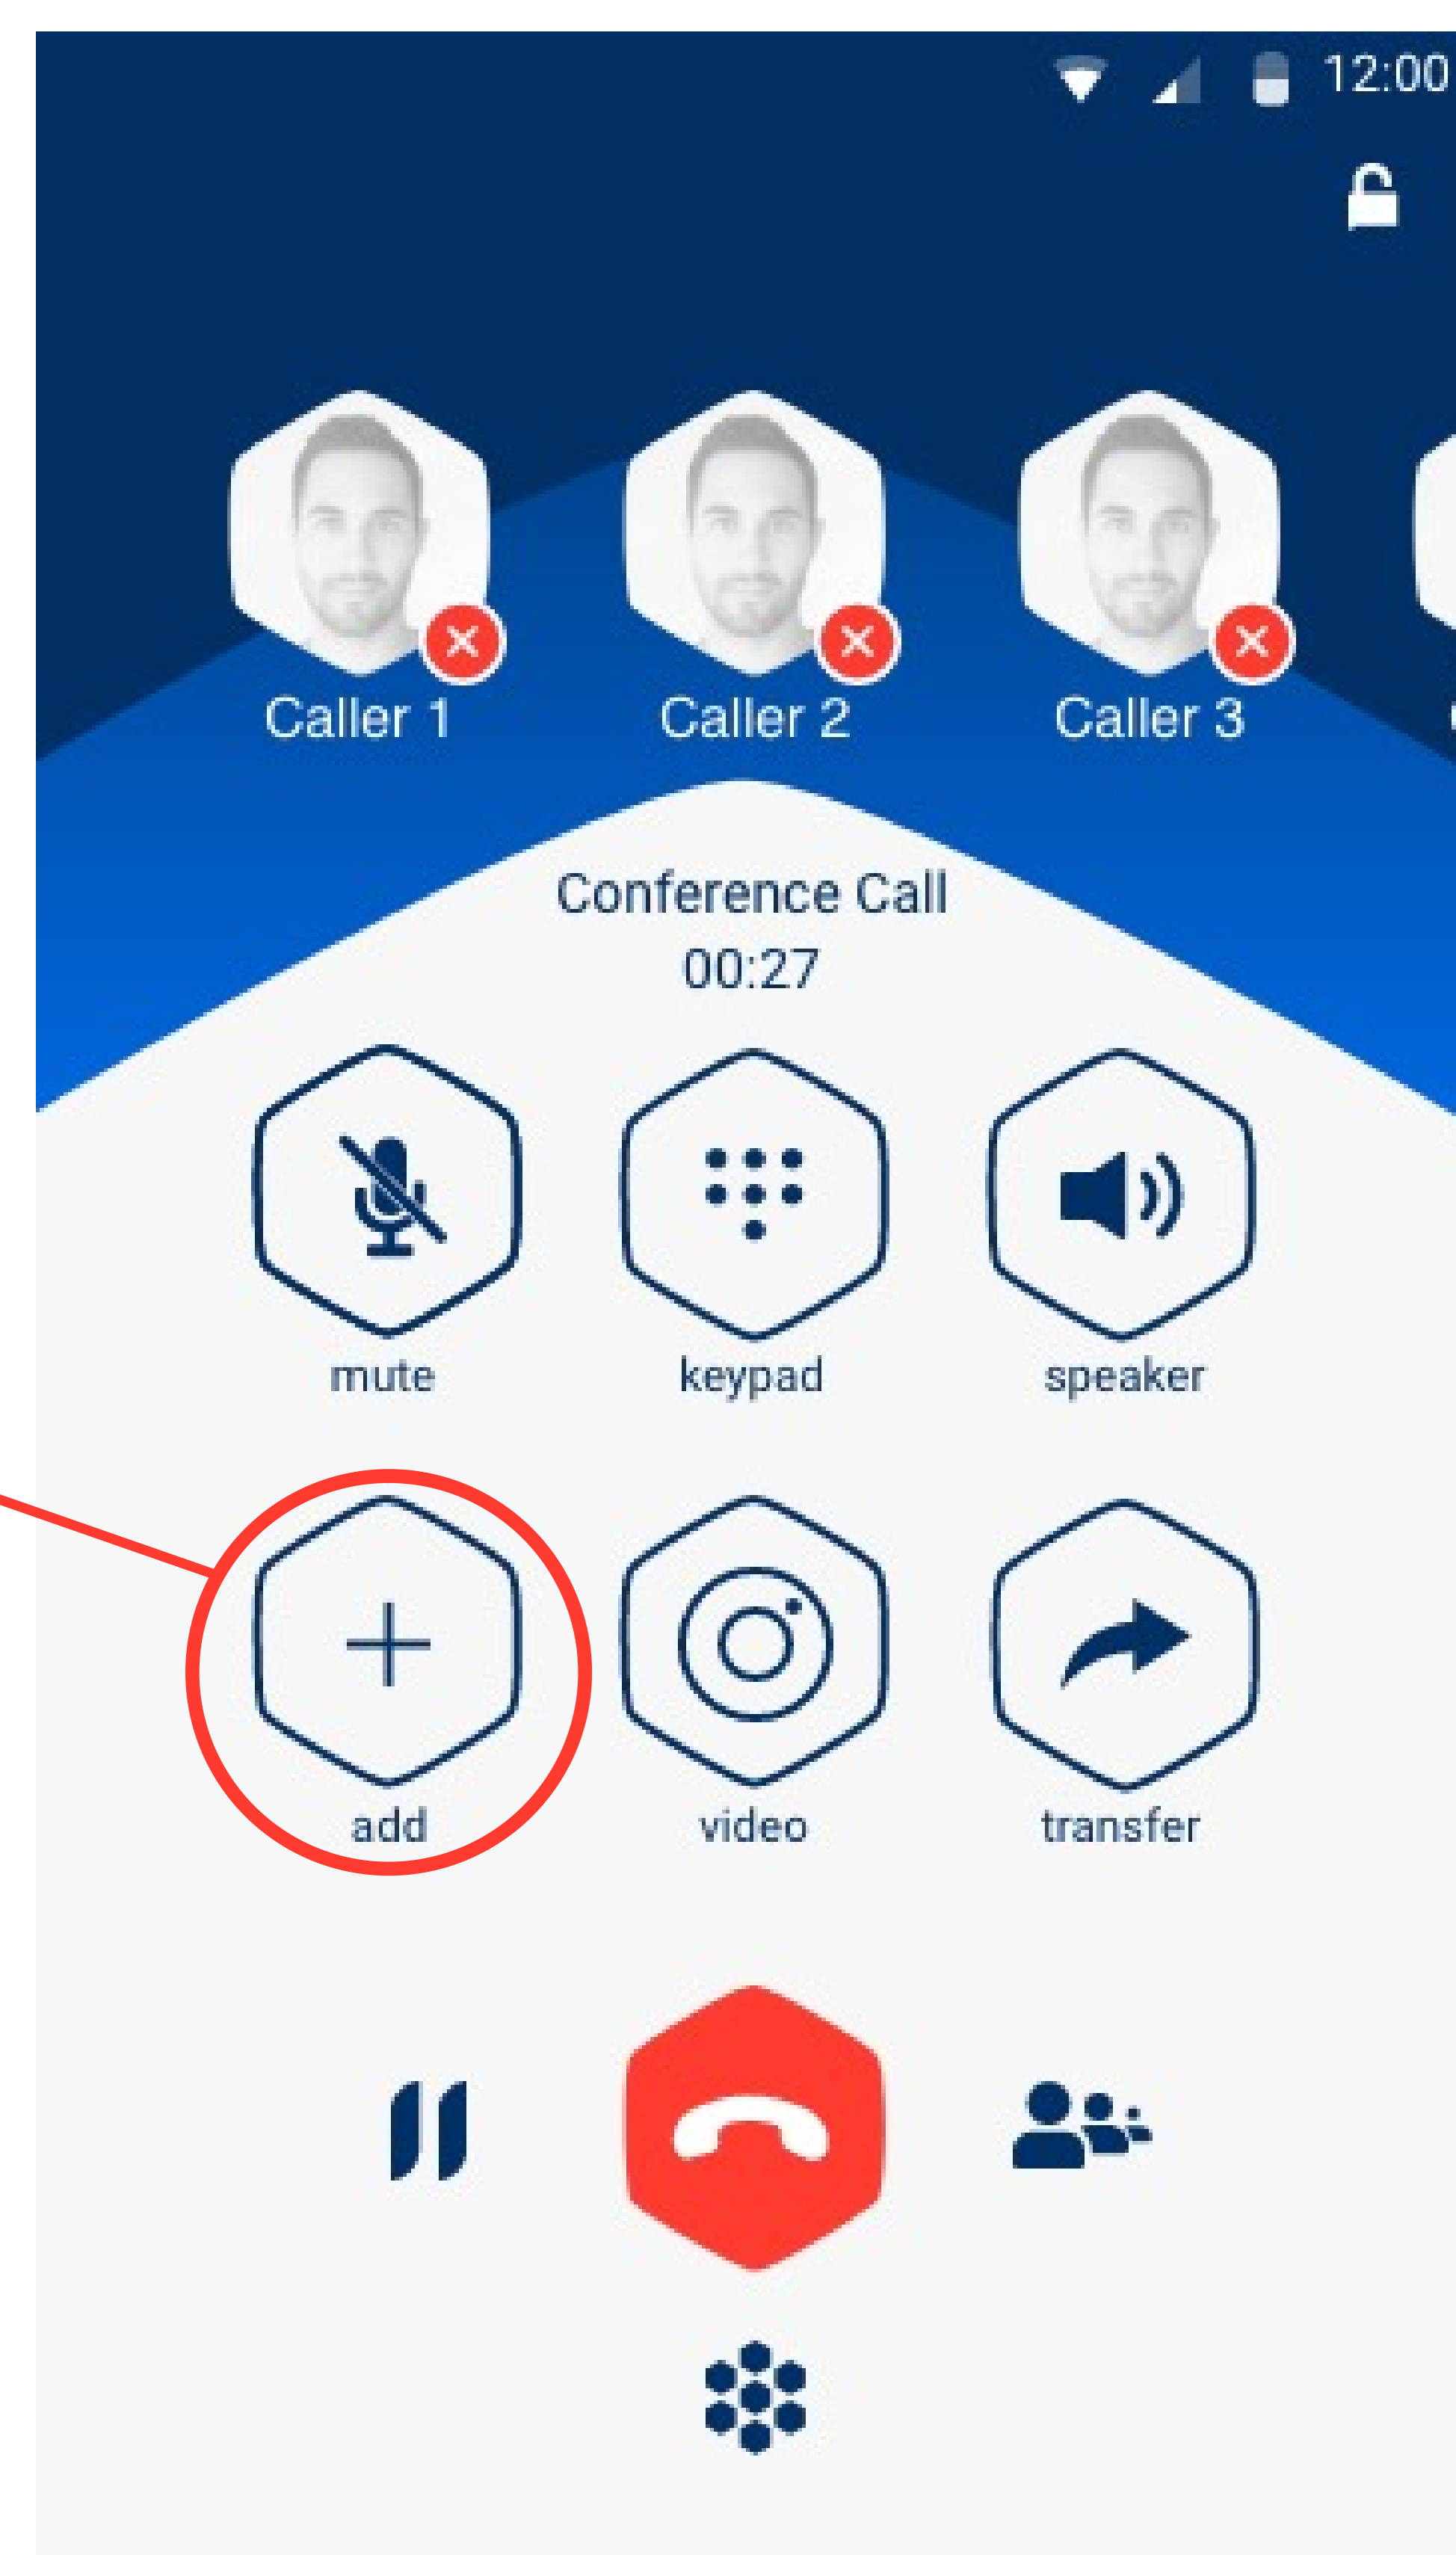 12:00
Caller 1 Caller 2 Caller 3
Conference Call
00:27
mute keypad speaker
add video transfer